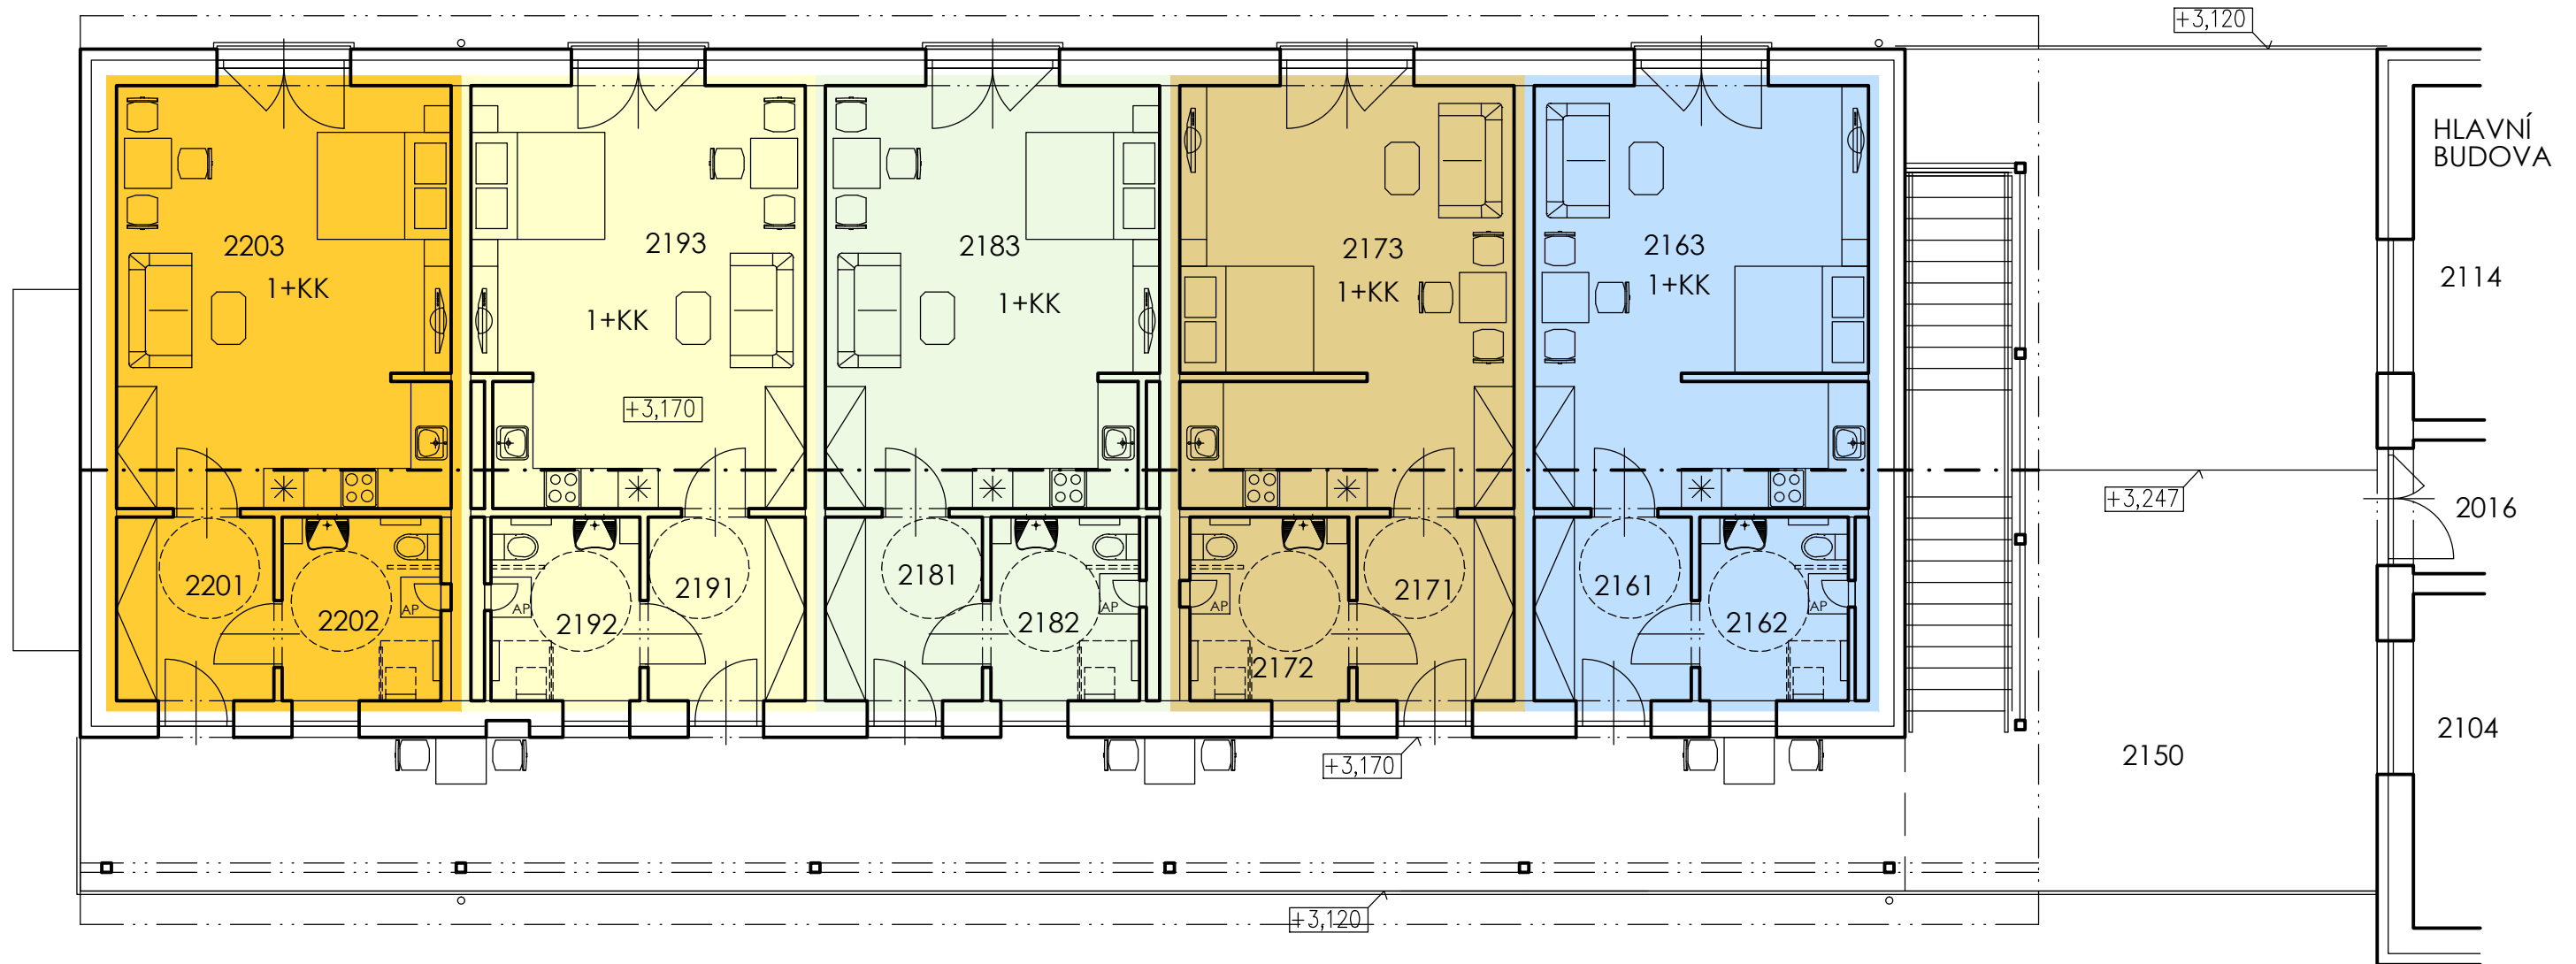 +3,120
HLAVNÍ
BUDOVA
2203
1+KK
2193
1+KK
2183
1+KK
2173
1+KK
2163
1+KK
2114
+3,170
+3,247
2016
2201
2202
AP
AP
2192
2191
2181
2182
AP
AP
2172
2171
2161
2162
AP
2104
2150
+3,170
+3,120